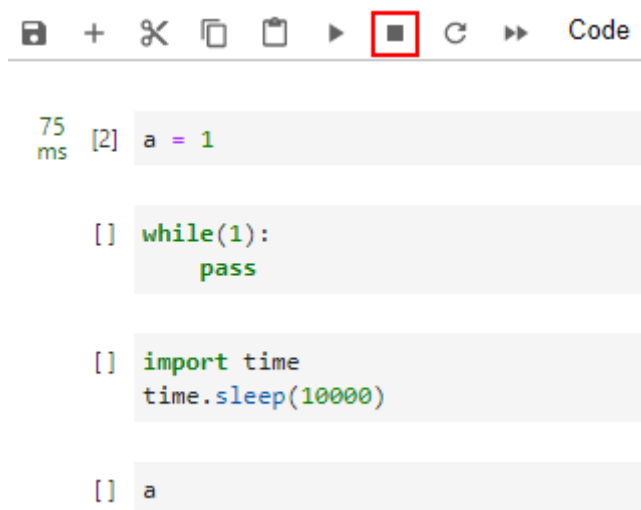 Code
75
ms [2] a = 1
[ ] while(1):
pass
[ ] import time
time.sleep(10000)
[ ] a